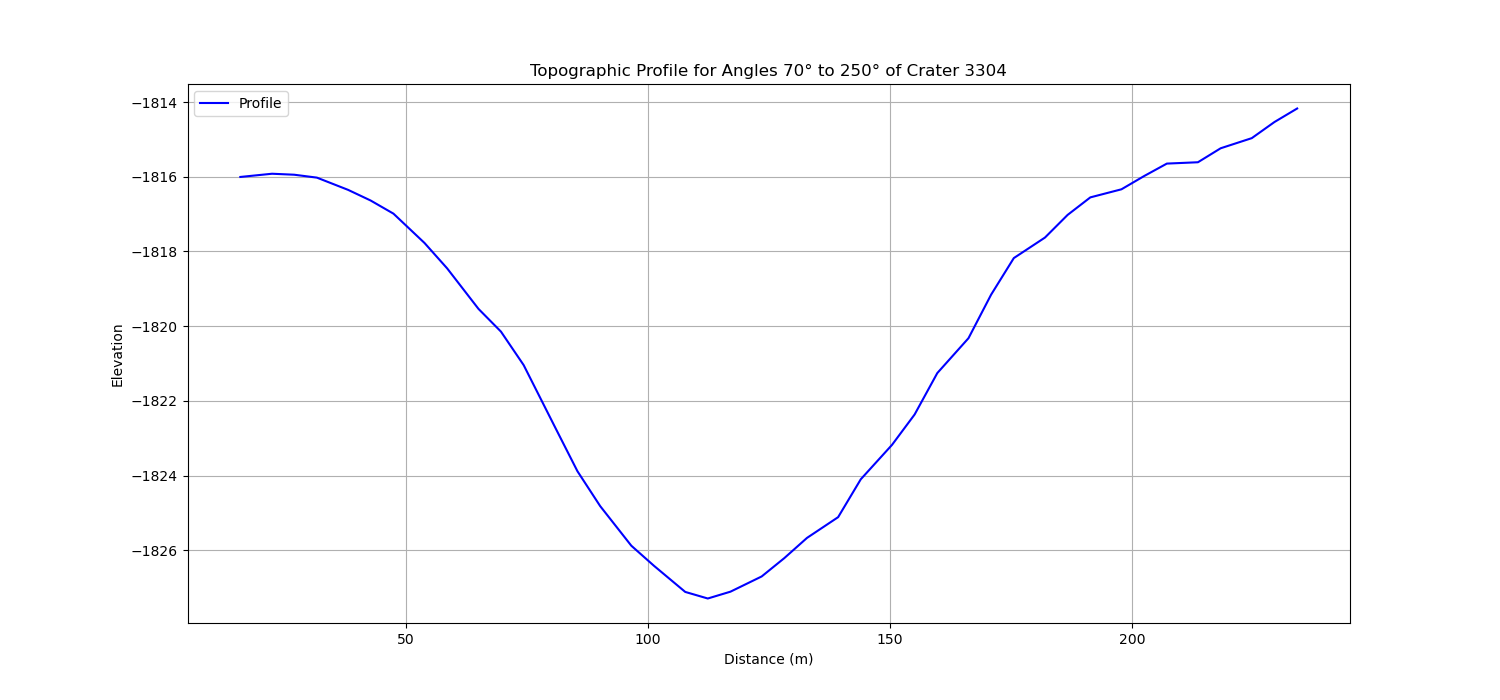 Topographic Profile for Angles 70° to 250° of Crater 3304
Profile
−1814
−1816
−1818
−1820
−1822
−1824
−1826
Elevation
50 100 150 200
Distance (m)